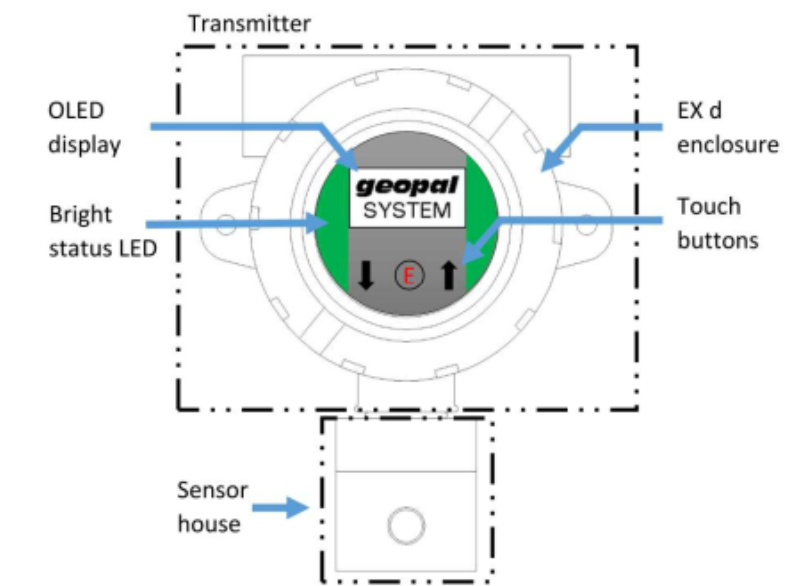 Transmitter
OLED
display
EX d
enclosure
geopal
SYSTEM
Bright
status LED
Touch
buttons
E
Sensor
house